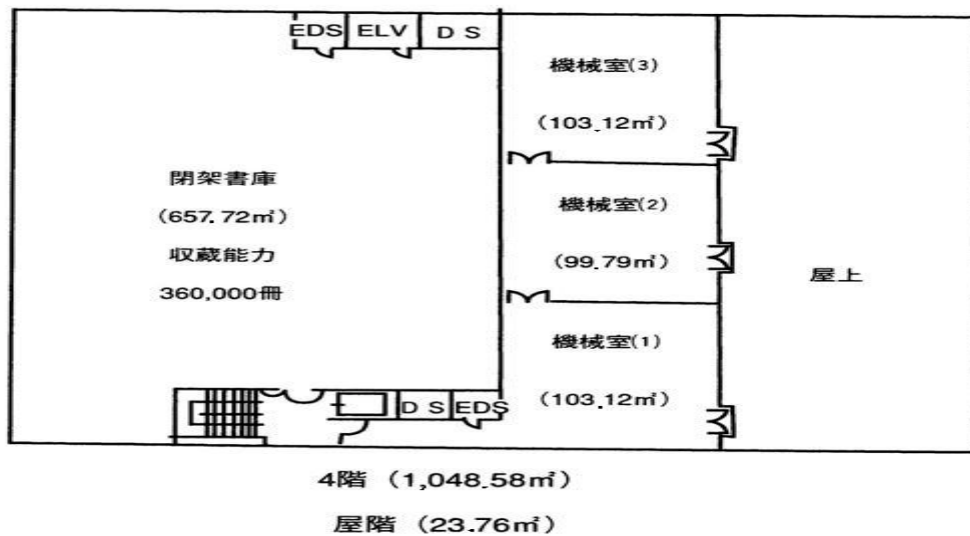 EDS ELV D S
機械室(3)
(103.12㎡)
閉架書庫
(657.72㎡)
収蔵能力
360,000冊
機械室(2)
(99.79㎡)
屋上
機械室(1)
(103.12㎡)
D S EDS
4階 (1,048.58㎡)
屋階 (23.76㎡)